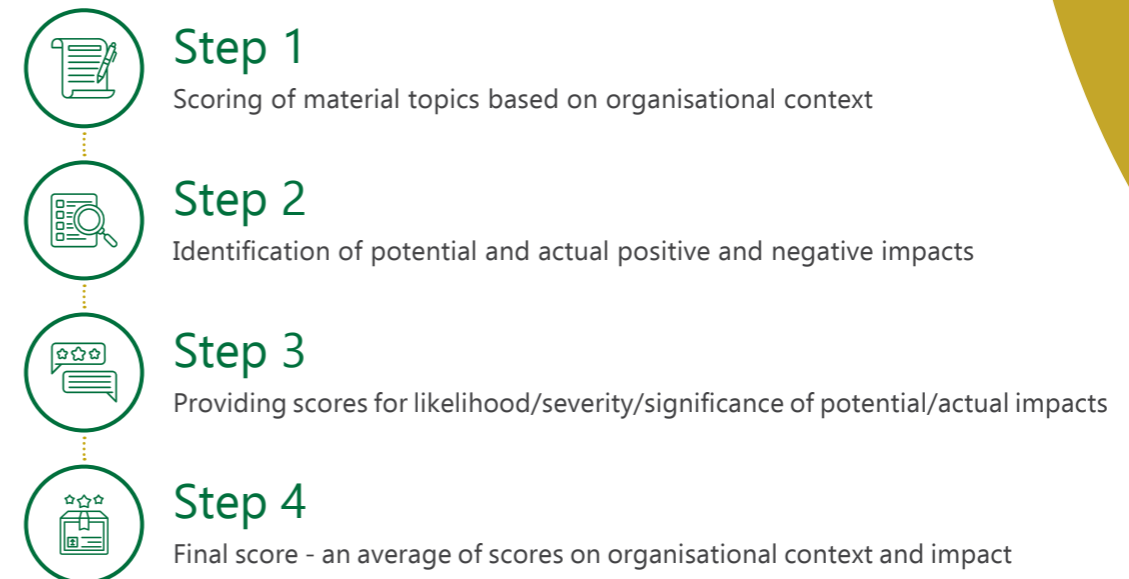 Step 1
Scoring of material topics based on organisational context
Step 2
Identification of potential and actual positive and negative impacts
Step 3
Providing scores for likelihood/severity/significance of potential/actual impacts
Step 4
Final score - an average of scores on organisational context and impact